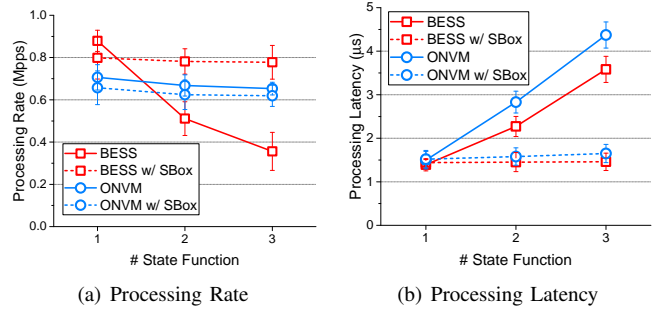 Processing Rate (Mpps)
1.0
0.8
0.6
0.4
0.2
0.0
BESS
BESS w/ SBox
ONVM
ONVM w/ SBox
1 2 3
# State Function
(a) Processing Rate
Processing Latency (µs)
5
4
3
2
1
0
BESS
BESS w/ SBox
ONVM
ONVM w/ SBox
1 2 3
# State Function
(b) Processing Latency